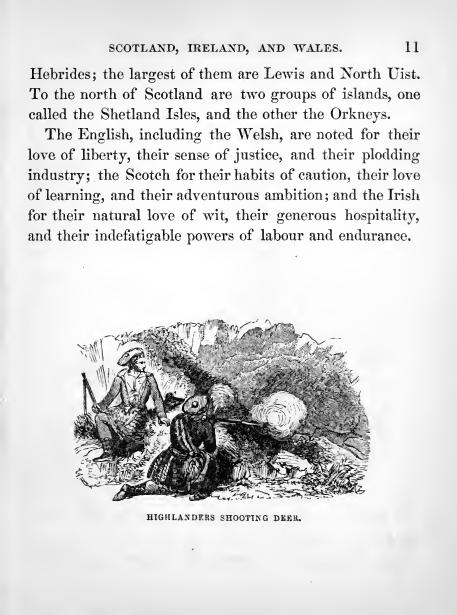 SCOTLAND, IRELAND, AND WALES. 11
Hebrides; the largest of them are Lewis and North Uist.
To the north of Scotland are two groups of islands, one
called the Shetland Isles, and the other the Orkneys.
The English, including the Welsh, are noted for their
love of liberty, their sense of justice, and their plodding
industry; the Scotch for their habits of caution, their love
of learning, and their adventurous ambition; and the Irish
for their natural love of wit, their generous hospitality,
and their indefatigable powers of labour and endurance.
HIGHLANDERS SHOOTING DEER.